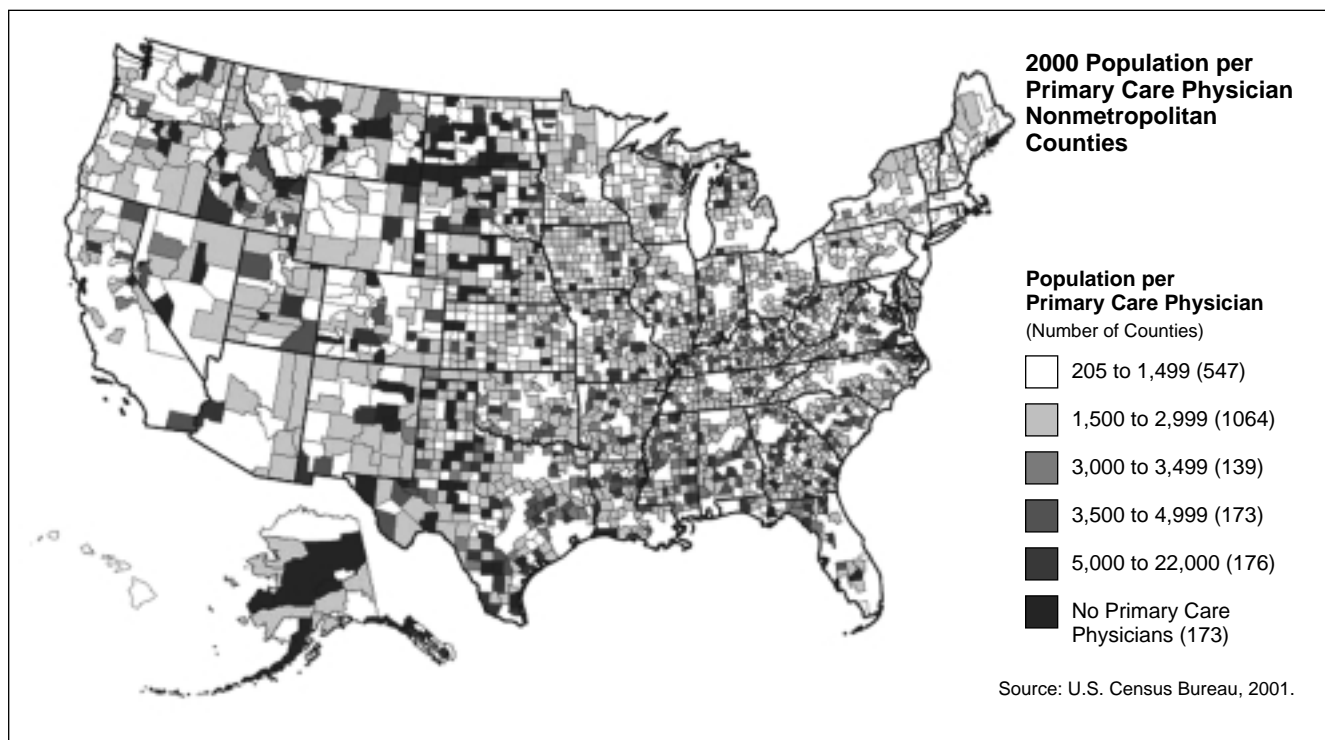 2000 Population per
Primary Care Physician
Nonmetropolitan
Counties
Population per
Primary Care Physician
(Number of Counties)
205 to 1,499 (547)
1,500 to 2,999 (1064)
3,000 to 3,499 (139)
3,500 to 4,999 (173)
5,000 to 22,000 (176)
No Primary Care
Physicians (173)
Source: U.S. Census Bureau, 2001.